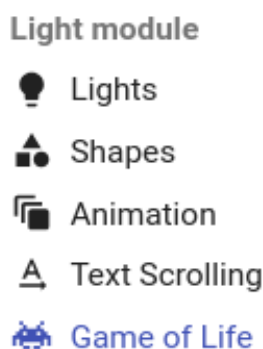 Light module
Lights
Shapes
Animation
Text Scrolling
Game of Life